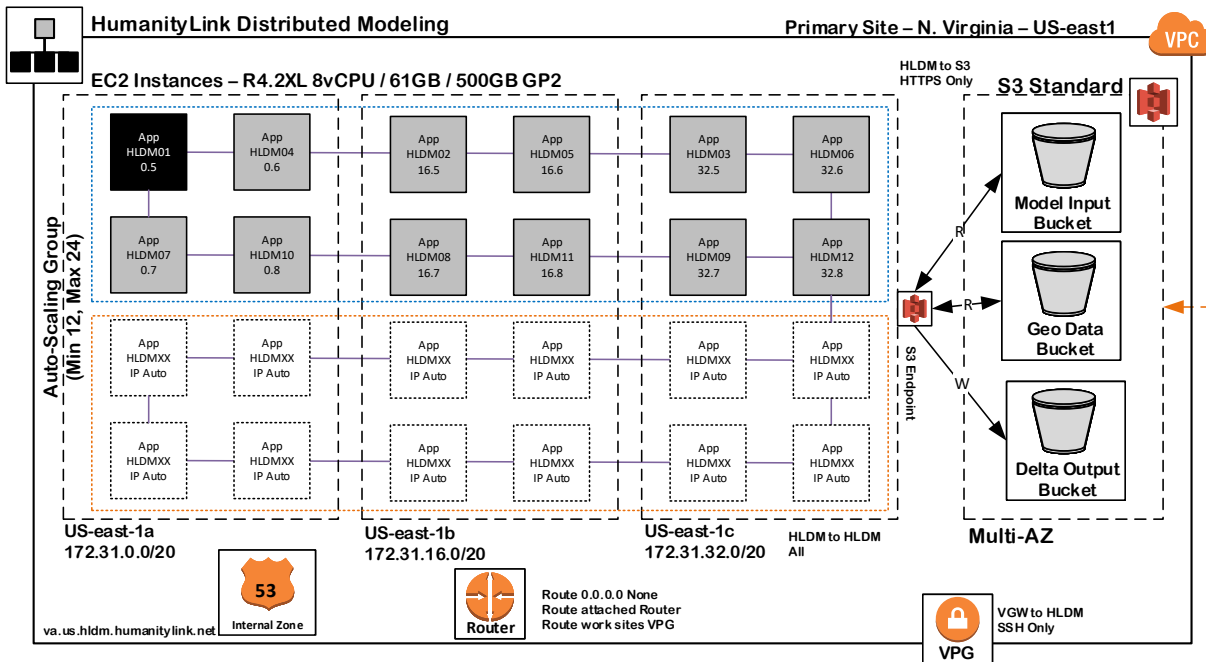 HumanityLink Distributed Modeling
Primary Site – N. Virginia – US-east1
VPC
EC2 Instances – R4.2XL 8vCPU / 61GB / 500GB GP2
HLDM to S3
HTTPS Only
S3 Standard
Auto-Scaling Group
(Min 12, Max 24)
App
HLDM01
0.5
App
HLDM04
0.6
App
HLDM02
16.5
App
HLDM05
16.6
App
HLDM03
32.5
App
HLDM06
32.6
App
HLDM07
0.7
App
HLDM10
0.8
App
HLDM08
16.7
App
HLDM11
16.8
App
HLDM09
32.7
App
HLDM12
32.8
App
HLDMXX
IP Auto
App
HLDMXX
IP Auto
App
HLDMXX
IP Auto
App
HLDMXX
IP Auto
App
HLDMXX
IP Auto
App
HLDMXX
IP Auto
App
HLDMXX
IP Auto
App
HLDMXX
IP Auto
App
HLDMXX
IP Auto
App
HLDMXX
IP Auto
App
HLDMXX
IP Auto
App
HLDMXX
IP Auto
S3 Endpoint
R
R
W
Model Input
Bucket
Geo Data
Bucket
Delta Output
Bucket
US-east-1a
172.31.0.0/20
US-east-1b
172.31.16.0/20
US-east-1c
172.31.32.0/20
HLDM to HLDM
All
Multi-AZ
53
Internal Zone
va.us.hldm.humanitylink.net
Router
Route 0.0.0.0 None
Route attached Router
Route work sites VPG
VPG
VGW to HLDM
SSH Only